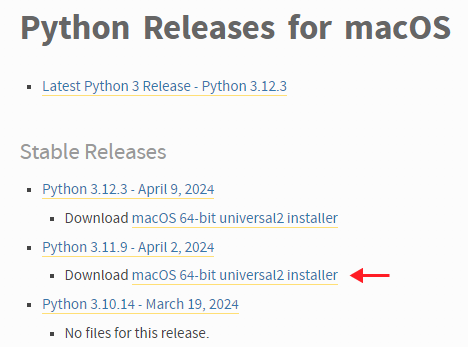 Python Releases for macOS
Latest Python 3 Release - Python 3.12.3
Stable Releases
Python 3.12.3 - April 9, 2024
Download macOS 64-bit universal2 installer
Python 3.11.9 - April 2, 2024
Download macOS 64-bit universal2 installer
Python 3.10.14 - March 19, 2024
No files for this release.